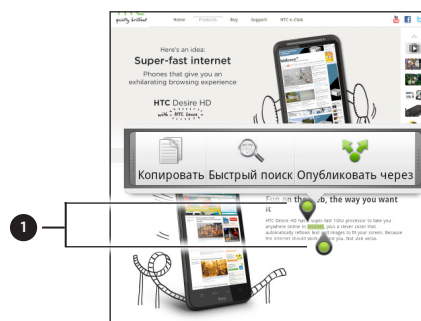 HTC
quietly brilliant
Home Products Buy Support HTC e-Club
Here's an idea:
Super-fast internet
Phones that give you an
exhilarating browsing experience
HTC Desire HD
with HTC Sense
Копировать Быстрый поиск Опубликовать через
1
Fun on the web, the way you want
it
HTC Desire HD has a super-fast 1Ghz processor to take you
anywhere online in seconds, plus a clever zoom that
automatically reflows text and images to fit your screen. Because
the internet should work around you. Not vice versa.